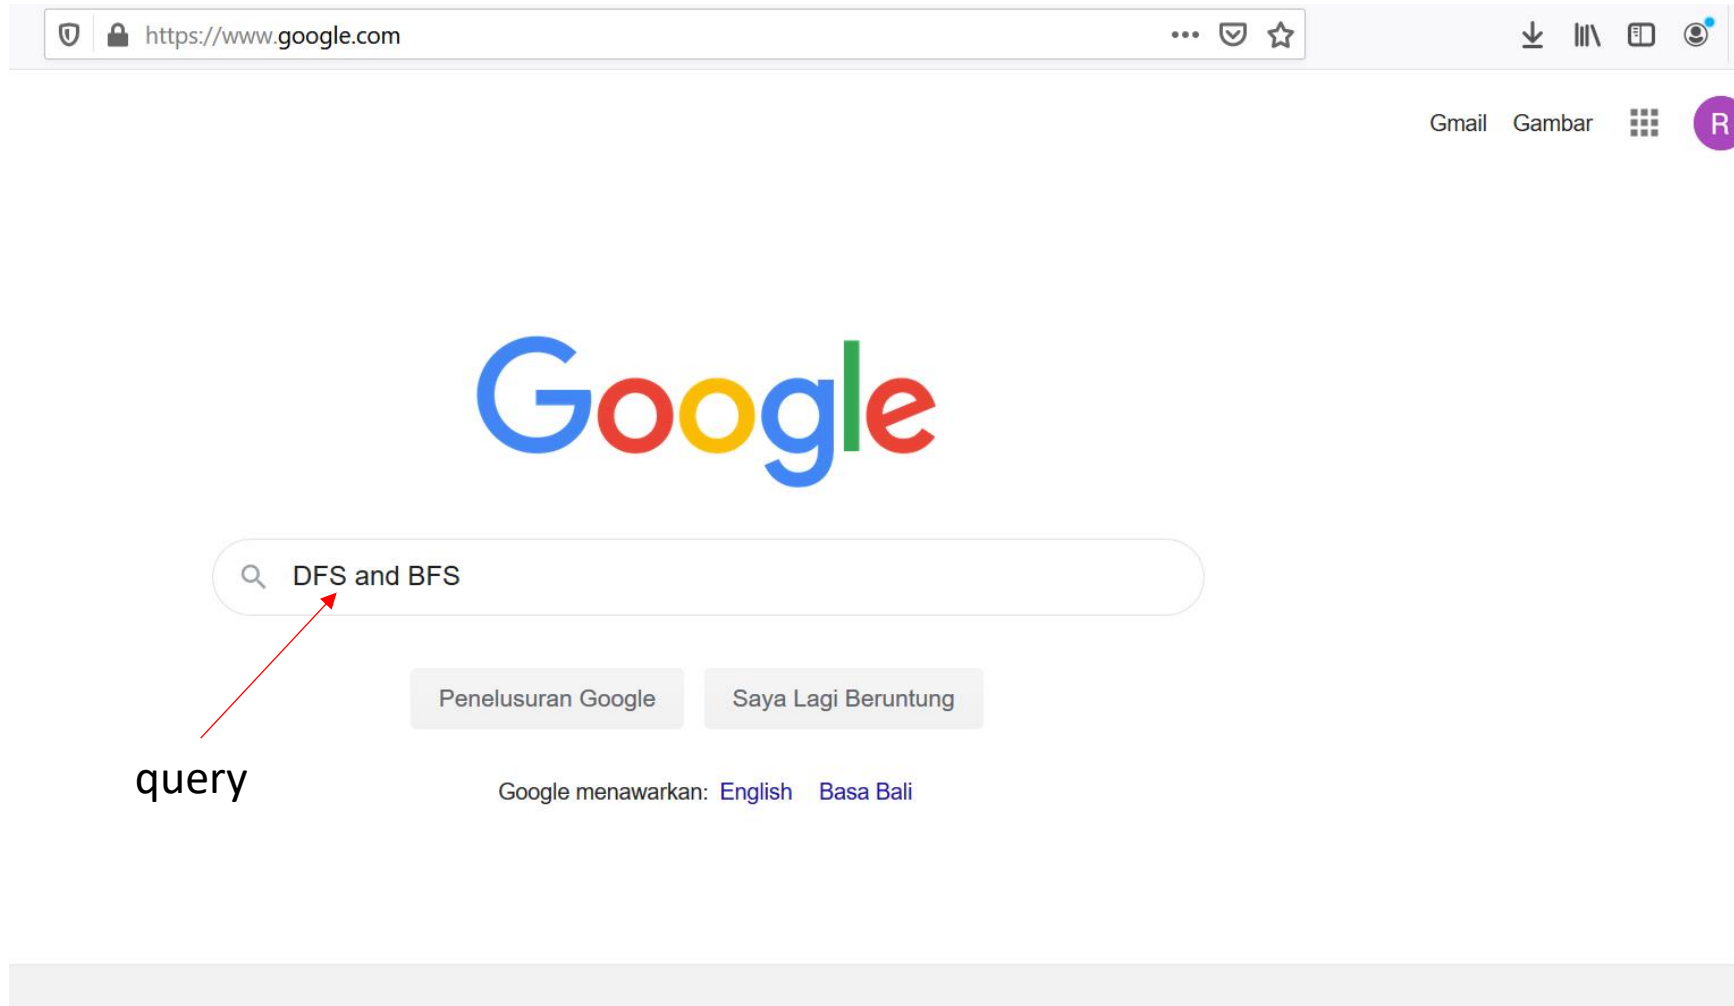 https://www.google.com
Gmail Gambar R
Google
DFS and BFS
Penelusuran Google Saya Lagi Beruntung
query
Google menawarkan: English Basa Bali